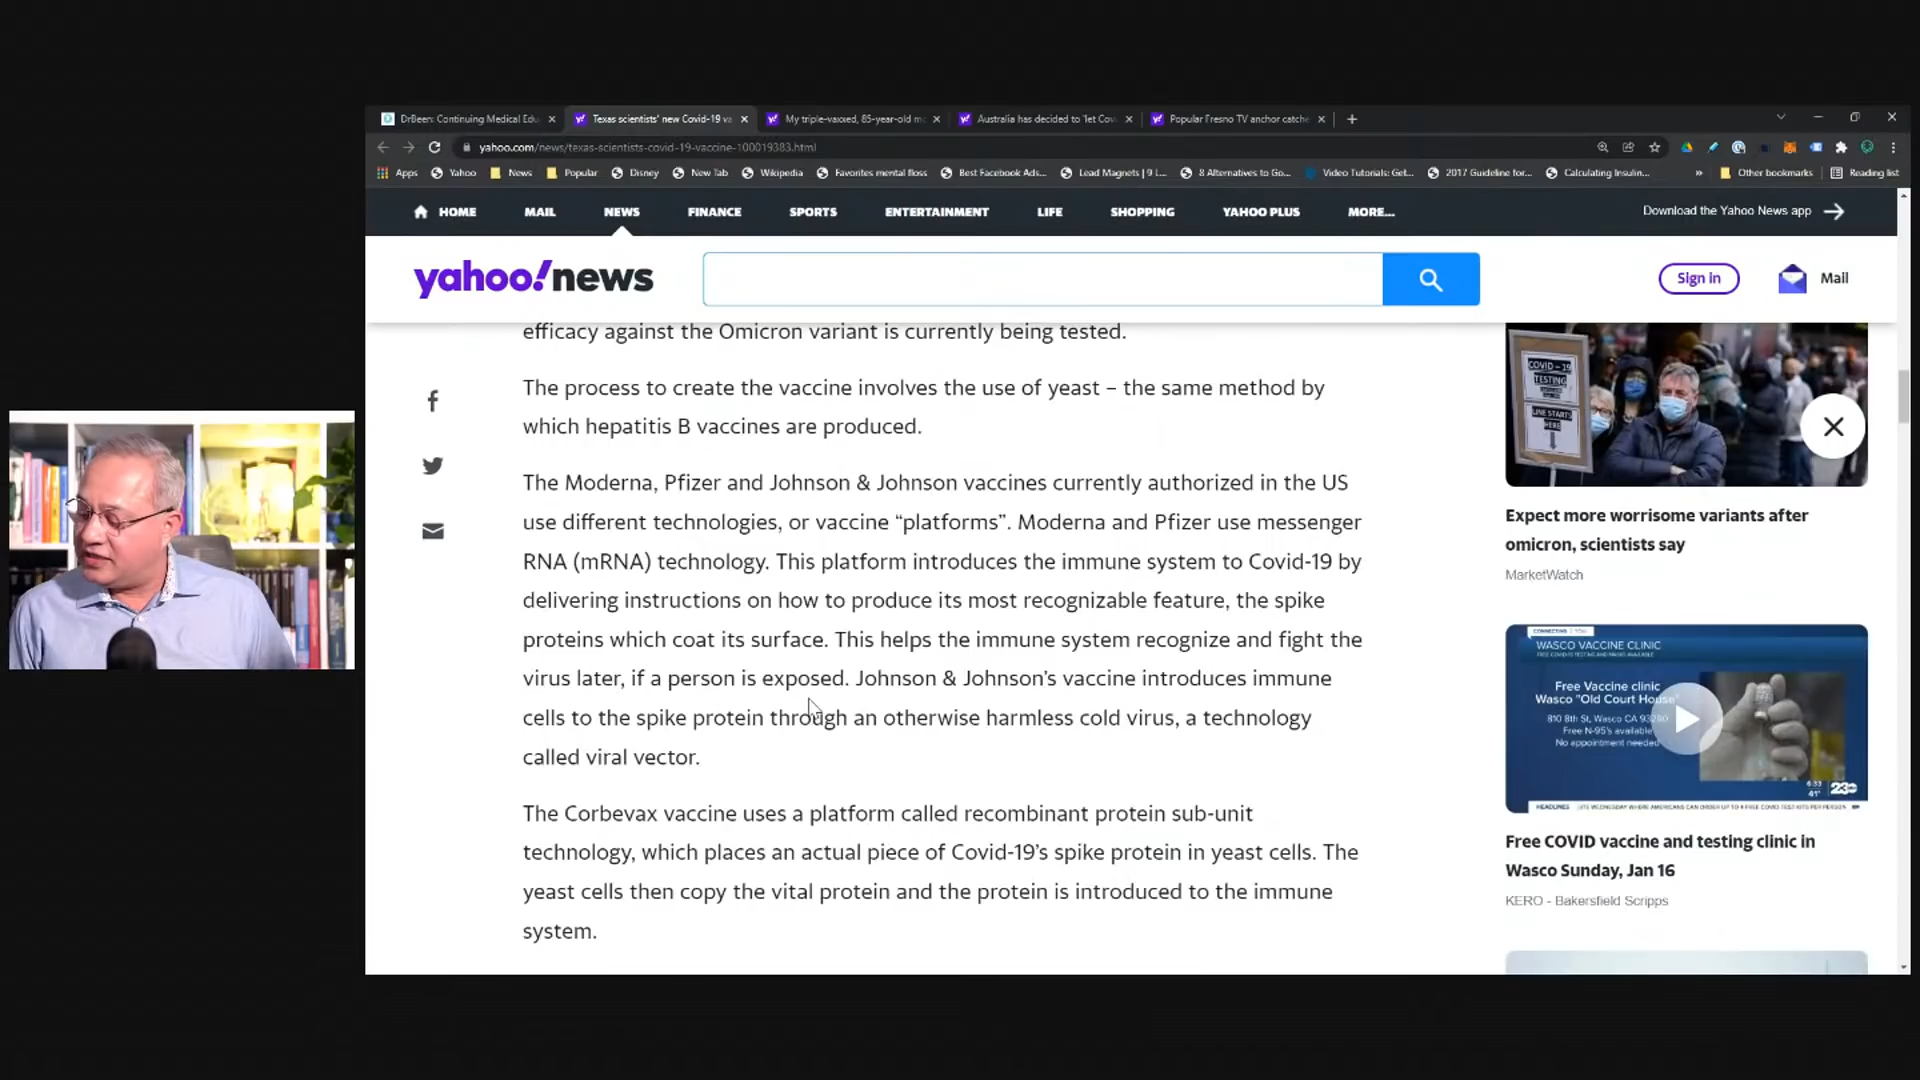 DrBeen: Continuing Medical Edu
Texas scientists' new Covid-19 va
My triple-vaxxed, 85-year-old m
Australia has decided to 'let Cov
Popular Fresno TV anchor catche
yahoo.com/news/texas-scientists-covid-19-vaccine-100019383.html
Apps
Yahoo
News
Popular
Disney
New Tab
Wikipedia
Favorites mental floss
Best Facebook Ads...
Lead Magnets | 9 L...
8 Alternatives to Go...
Video Tutorials: Get...
2017 Guideline for...
Calculating Insulin...
»
Other bookmarks
Reading list
HOME
MAIL
NEWS
FINANCE
SPORTS
ENTERTAINMENT
LIFE
SHOPPING
YAHOO PLUS
MORE...
Download the Yahoo News app
yahoo!news
Sign in
Mail
efficacy against the Omicron variant is currently being tested.
The process to create the vaccine involves the use of yeast – the same method by
which hepatitis B vaccines are produced.
The Moderna, Pfizer and Johnson & Johnson vaccines currently authorized in the US
use different technologies, or vaccine “platforms”. Moderna and Pfizer use messenger
RNA (mRNA) technology. This platform introduces the immune system to Covid-19 by
delivering instructions on how to produce its most recognizable feature, the spike
proteins which coat its surface. This helps the immune system recognize and fight the
virus later, if a person is exposed. Johnson & Johnson’s vaccine introduces immune
cells to the spike protein through an otherwise harmless cold virus, a technology
called viral vector.
The Corbevax vaccine uses a platform called recombinant protein sub-unit
technology, which places an actual piece of Covid-19’s spike protein in yeast cells. The
yeast cells then copy the vital protein and the protein is introduced to the immune
system.
COVID-19
TESTING
LINE STARTS
HERE
Expect more worrisome variants after
omicron, scientists say
MarketWatch
CONNECTING
WASCO VACCINE CLINIC
Free Vaccine clinic
Wasco "Old Court House"
810 8th St, Wasco CA 93280
Free N-95's available
No appointment needed
6:33
41°
23
HEADLINES
Free COVID vaccine and testing clinic in
Wasco Sunday, Jan 16
KERO - Bakersfield Scripps